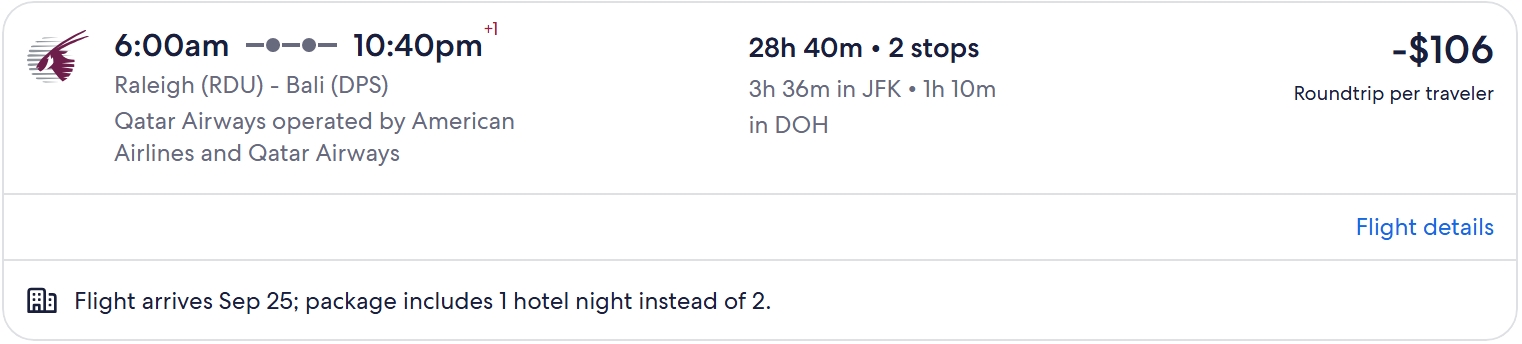 6:00am 10:40pm +1
Raleigh (RDU) - Bali (DPS)
Qatar Airways operated by American
Airlines and Qatar Airways
28h 40m • 2 stops
3h 36m in JFK • 1h 10m
in DOH
-$106
Roundtrip per traveler
Flight details
Flight arrives Sep 25; package includes 1 hotel night instead of 2.